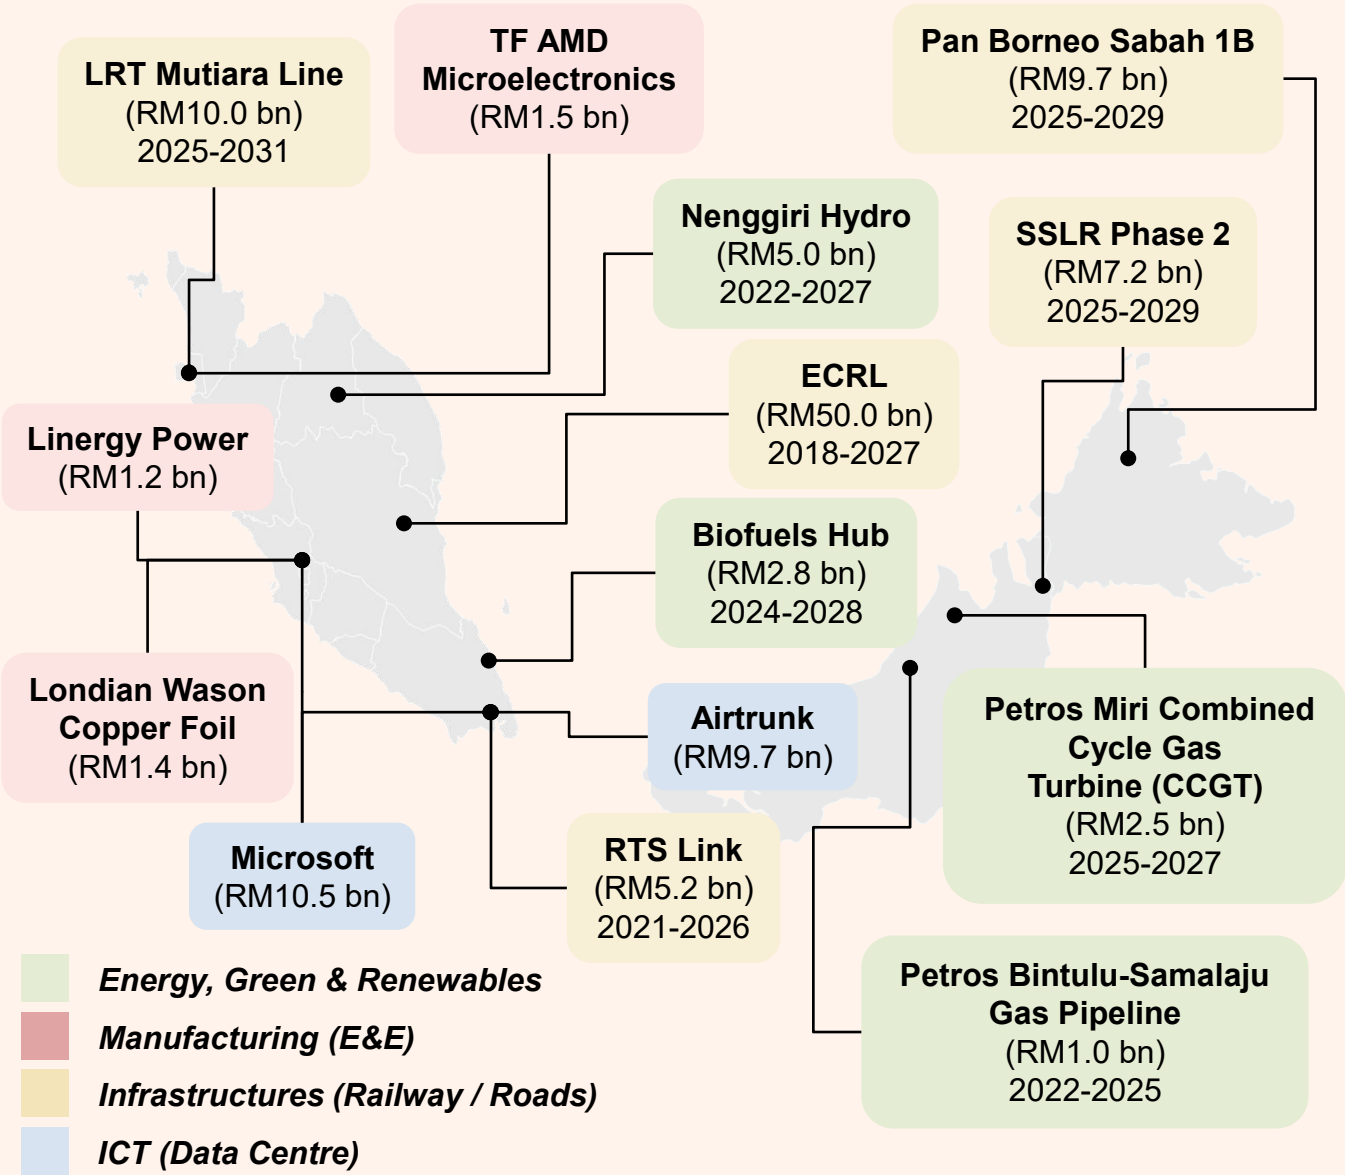 LRT Mutiara Line
(RM10.0 bn)
2025-2031
TF AMD
Microelectronics
(RM1.5 bn)
Pan Borneo Sabah 1B
(RM9.7 bn)
2025-2029
Nenggiri Hydro
(RM5.0 bn)
2022-2027
SSLR Phase 2
(RM7.2 bn)
2025-2029
ECRL
(RM50.0 bn)
2018-2027
Linergy Power
(RM1.2 bn)
Biofuels Hub
(RM2.8 bn)
2024-2028
Londian Wason
Copper Foil
(RM1.4 bn)
Airtrunk
(RM9.7 bn)
Petros Miri Combined
Cycle Gas
Turbine (CCGT)
(RM2.5 bn)
2025-2027
Microsoft
(RM10.5 bn)
RTS Link
(RM5.2 bn)
2021-2026
Petros Bintulu-Samalaju
Gas Pipeline
(RM1.0 bn)
2022-2025
Energy, Green & Renewables
Manufacturing (E&E)
Infrastructures (Railway / Roads)
ICT (Data Centre)